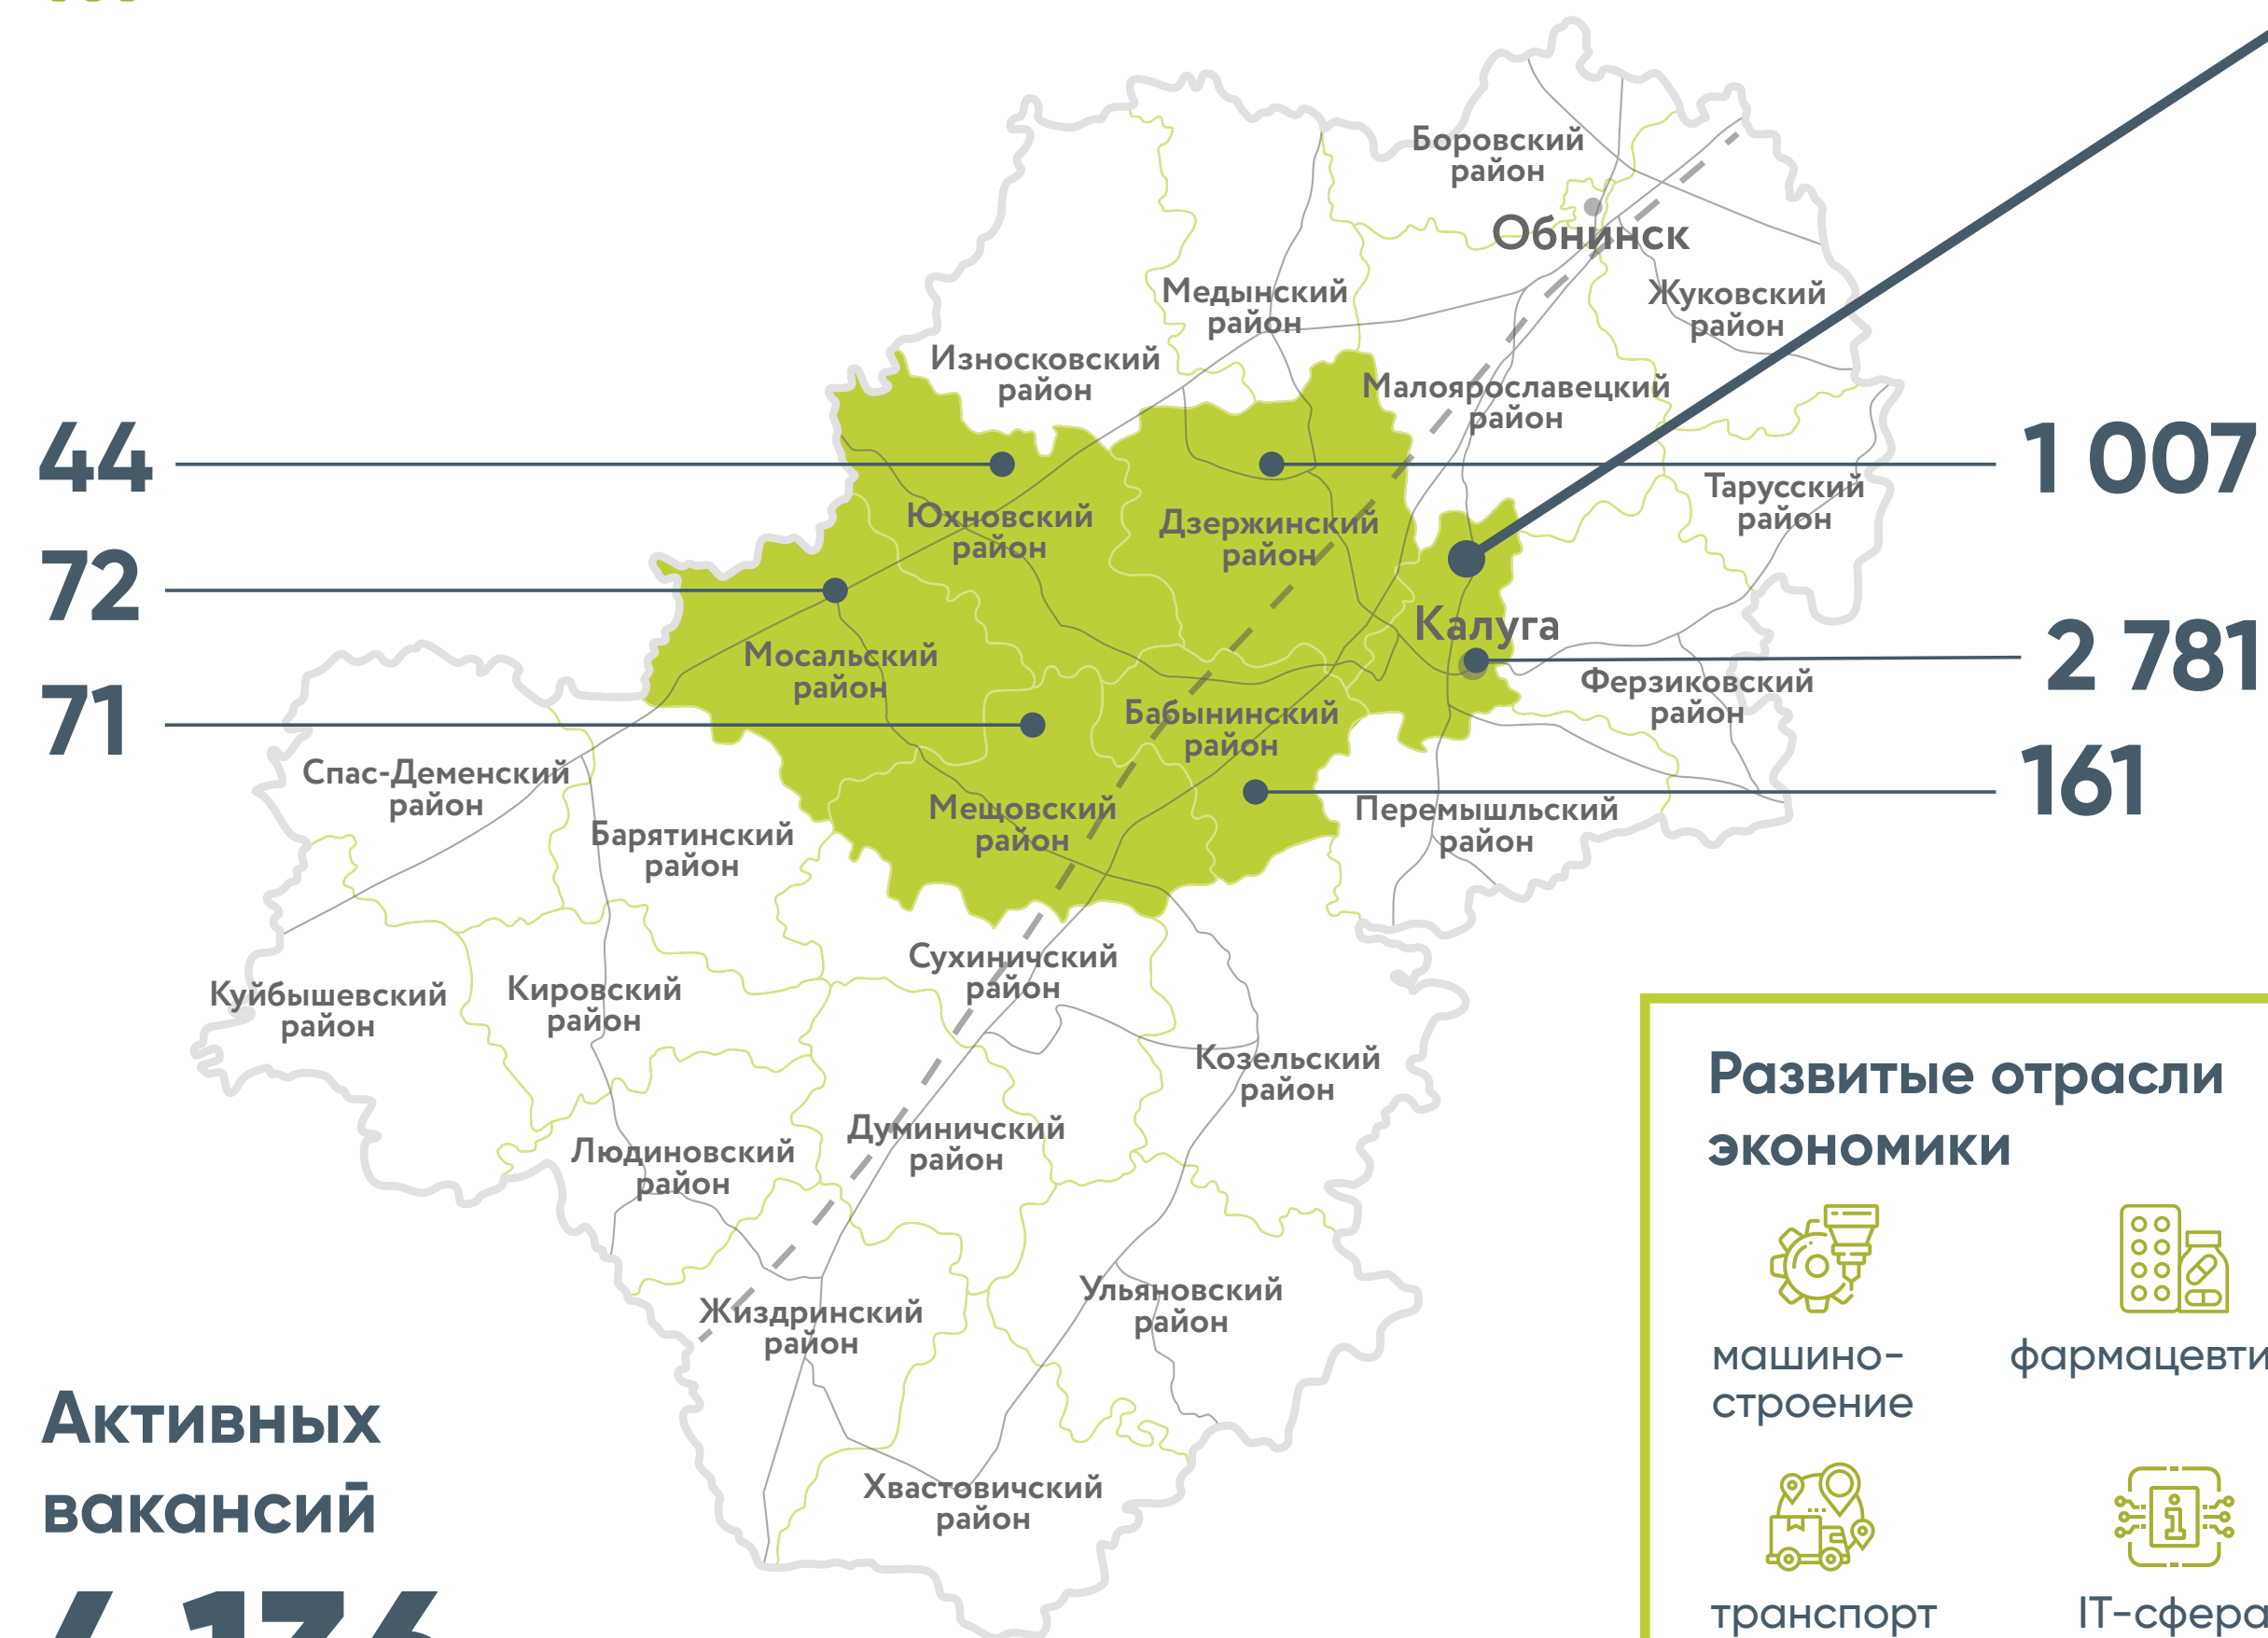 Боровский
район
Обнинск
Медынский
район
Жуковский
район
Износковский
район
Малоярославецкий
район
44
1 007
Тарусский
район
Юхновский
район
Дзержинский
район
72
Калуга
2 781
Мосальский
район
Ферзиковский
район
71
Бабынинский
район
161
Спас-Деменский
район
Мещовский
район
Перемышльский
район
Барятинский
район
Сухиничский
район
Куйбышевский
район
Кировский
район
Козельский
район
Думиничский
район
Людиновский
район
Ульяновский
район
Жиздринский
район
Хвастовичский
район
Развитые отрасли
экономики
машино-
строение
фармацевти
транспорт
IT-сфера
Активных
вакансий
4 136